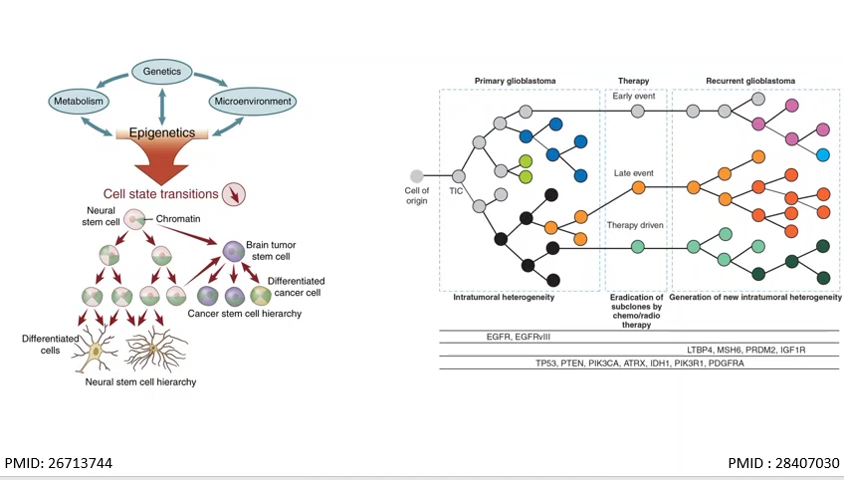 Genetics
Metabolism
Microenvironment
Epigenetics
Cell state transitions
Neural
stem cell
Chromatin
Brain tumor
stem cell
Differentiated
cancer cell
Cancer stem cell hierarchy
Differentiated
cells
Neural stem cell hierarchy
PMID: 26713744
Primary glioblastoma
Therapy
Recurrent glioblastoma
Early event
Cell of
origin
TIC
Late event
Therapy driven
Intratumoral heterogeneity
Eradication of
subclones by
chemo/radio
therapy
Generation of new intratumoral heterogeneity
EGFR, EGFRvIII
LTBP4, MSH6, PRDM2, IGF1R
TP53, PTEN, PIK3CA, ATRX, IDH1, PIK3R1, PDGFRA
PMID : 28407030